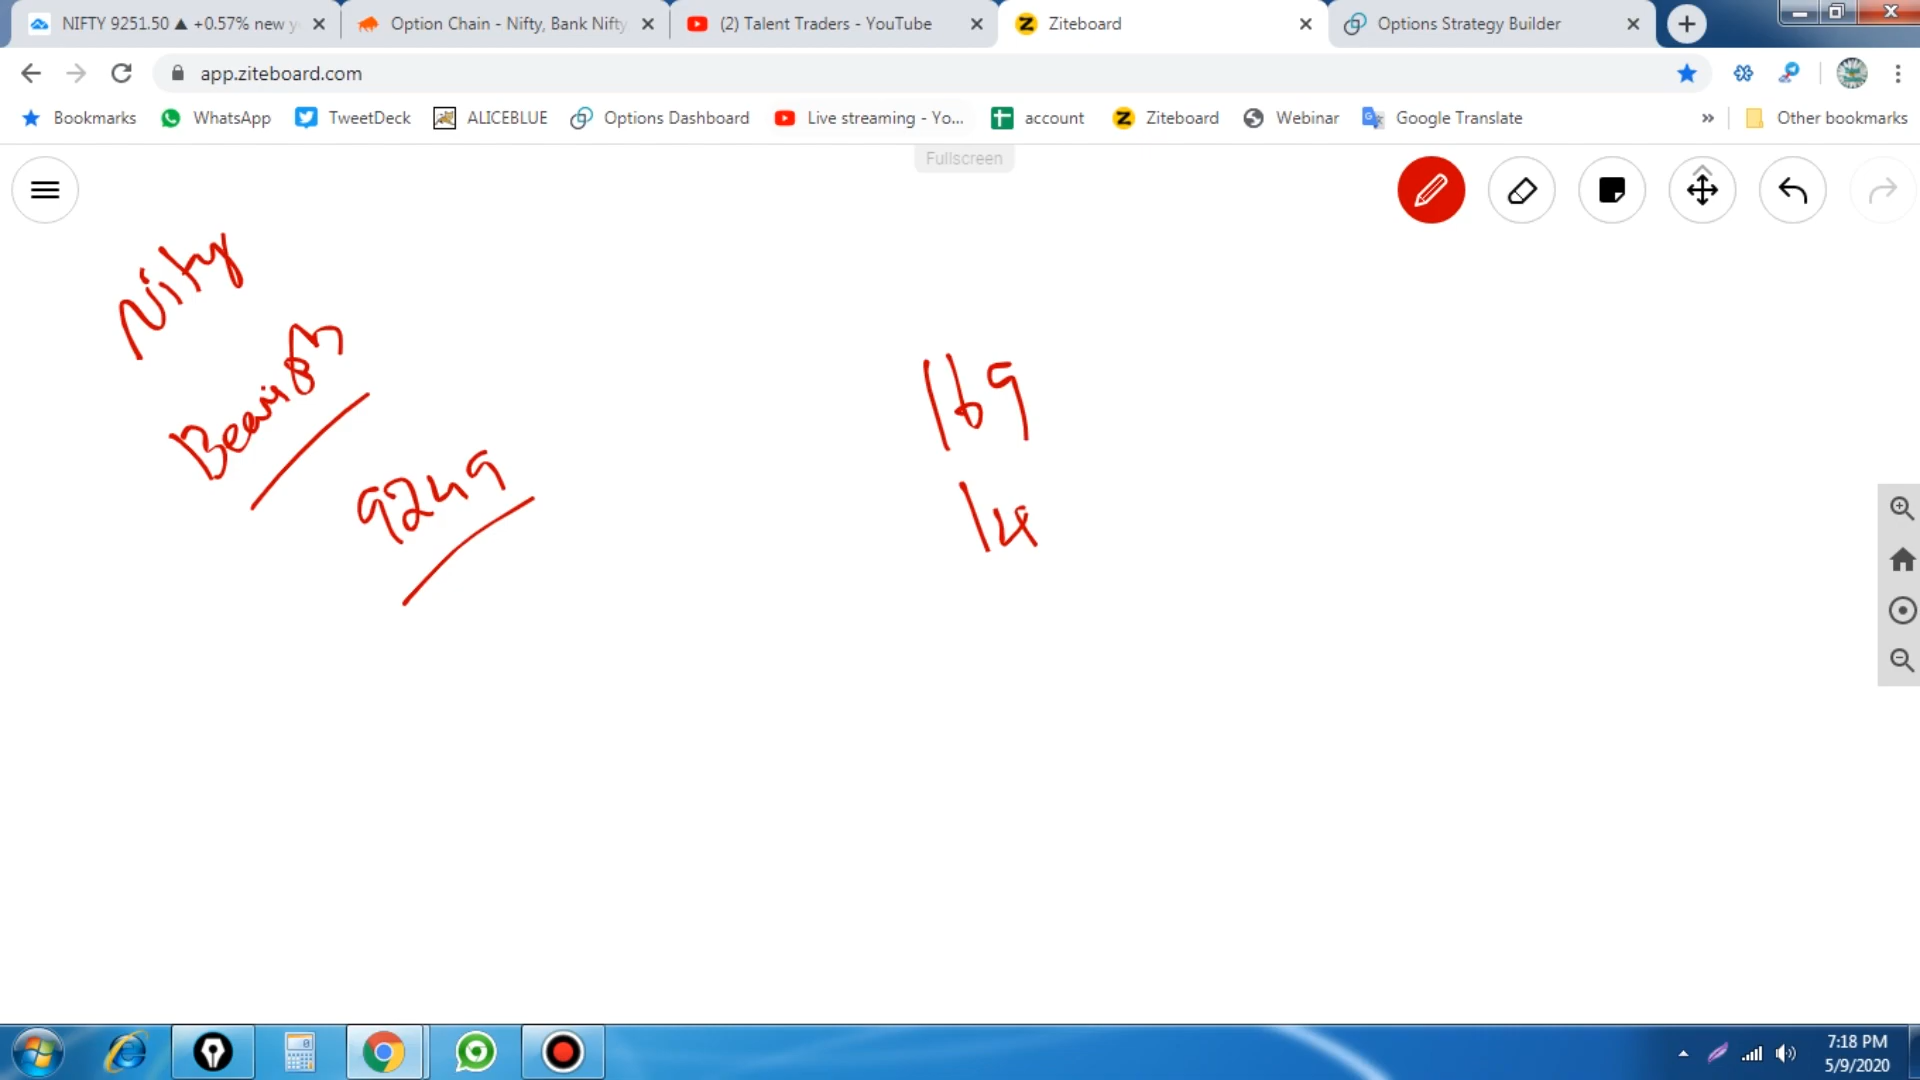 NIFTY 9251.50 ▲ +0.57% new y
Option Chain - Nifty, Bank Nifty
(2) Talent Traders - YouTube
Ziteboard
Options Strategy Builder
app.ziteboard.com
Bookmarks
WhatsApp
TweetDeck
ALICEBLUE
Options Dashboard
Live streaming - Yo...
account
Ziteboard
Webinar
Google Translate
»
Other bookmarks
Fullscreen
Nifty
Bearish
9249
169
14
7:18 PM
5/9/2020